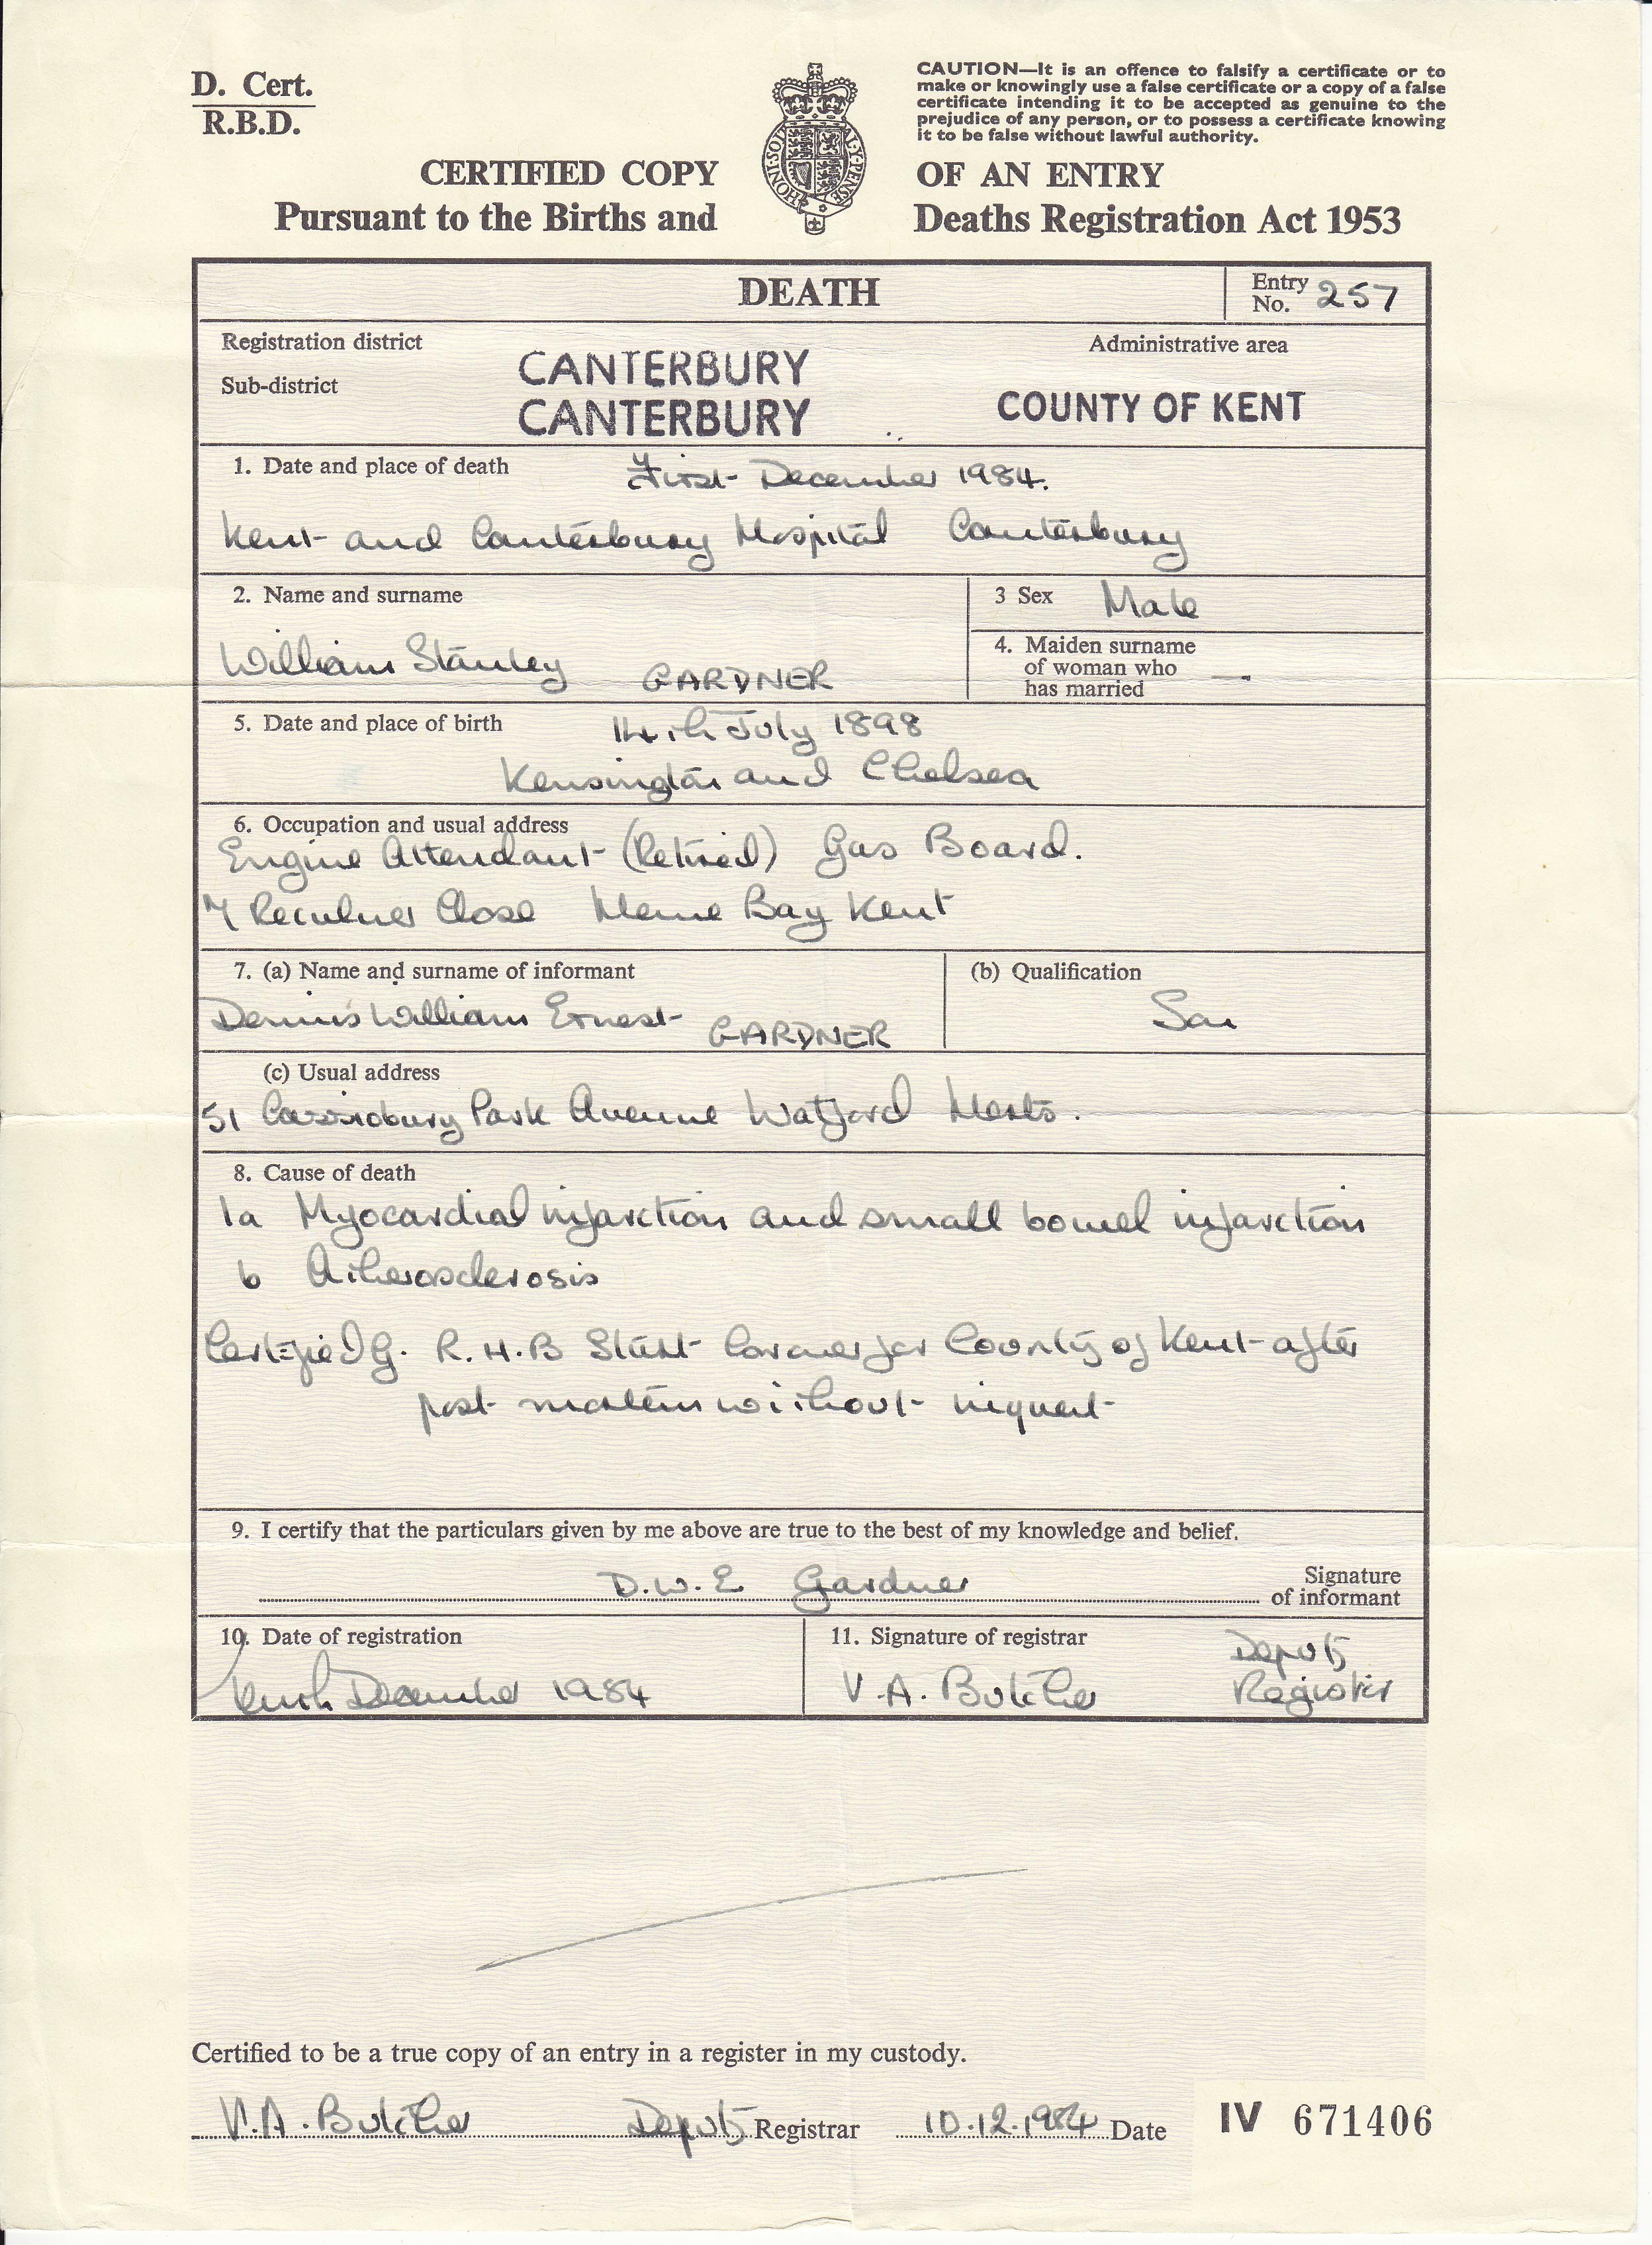 D. Cert.
R.B.D.
CAUTION—It is an offence to falsify a certificate or to
make or knowingly use a false certificate or a copy of a false
certificate intending it to be accepted as genuine to the
prejudice of any person, or to possess a certificate knowing
it to be false without lawful authority.
HONI·SOIT AL·Y·PENSE
CERTIFIED COPY OF AN ENTRY
Pursuant to the Births and Deaths Registration Act 1953
DEATH
Entry No. 257
Registration district CANTERBURY
Administrative area
Sub-district CANTERBURY
COUNTY OF KENT
1. Date and place of death First December 1984.
Kent and Canterbury Hospital Canterbury
2. Name and surname
William Stanley GARDNER
3 Sex Male
4. Maiden surname
of woman who
has married —
5. Date and place of birth 14th July 1898
Kensington and Chelsea
6. Occupation and usual address
Engine Attendant (Retired) Gas Board.
7 Reculver Close Herne Bay Kent
7. (a) Name and surname of informant
Dennis William Ernest GARDNER
(b) Qualification
Son
(c) Usual address
51 Cassiobury Park Avenue Watford Herts.
8. Cause of death
1a Myocardial infarction and small bowel infarction
b Atherosclerosis
Certified G. R.H.B Coroner for County of Kent after
post mortem without inquest
9. I certify that the particulars given by me above are true to the best of my knowledge and belief.
D.W.E Gardner
Signature
of informant
10. Date of registration
Tenth December 1984
11. Signature of registrar
V.A. Butcher
Deputy
Registrar
Certified to be a true copy of an entry in a register in my custody.
V.A. Butcher Deputy Registrar 10.12.1984 Date
IV 671406